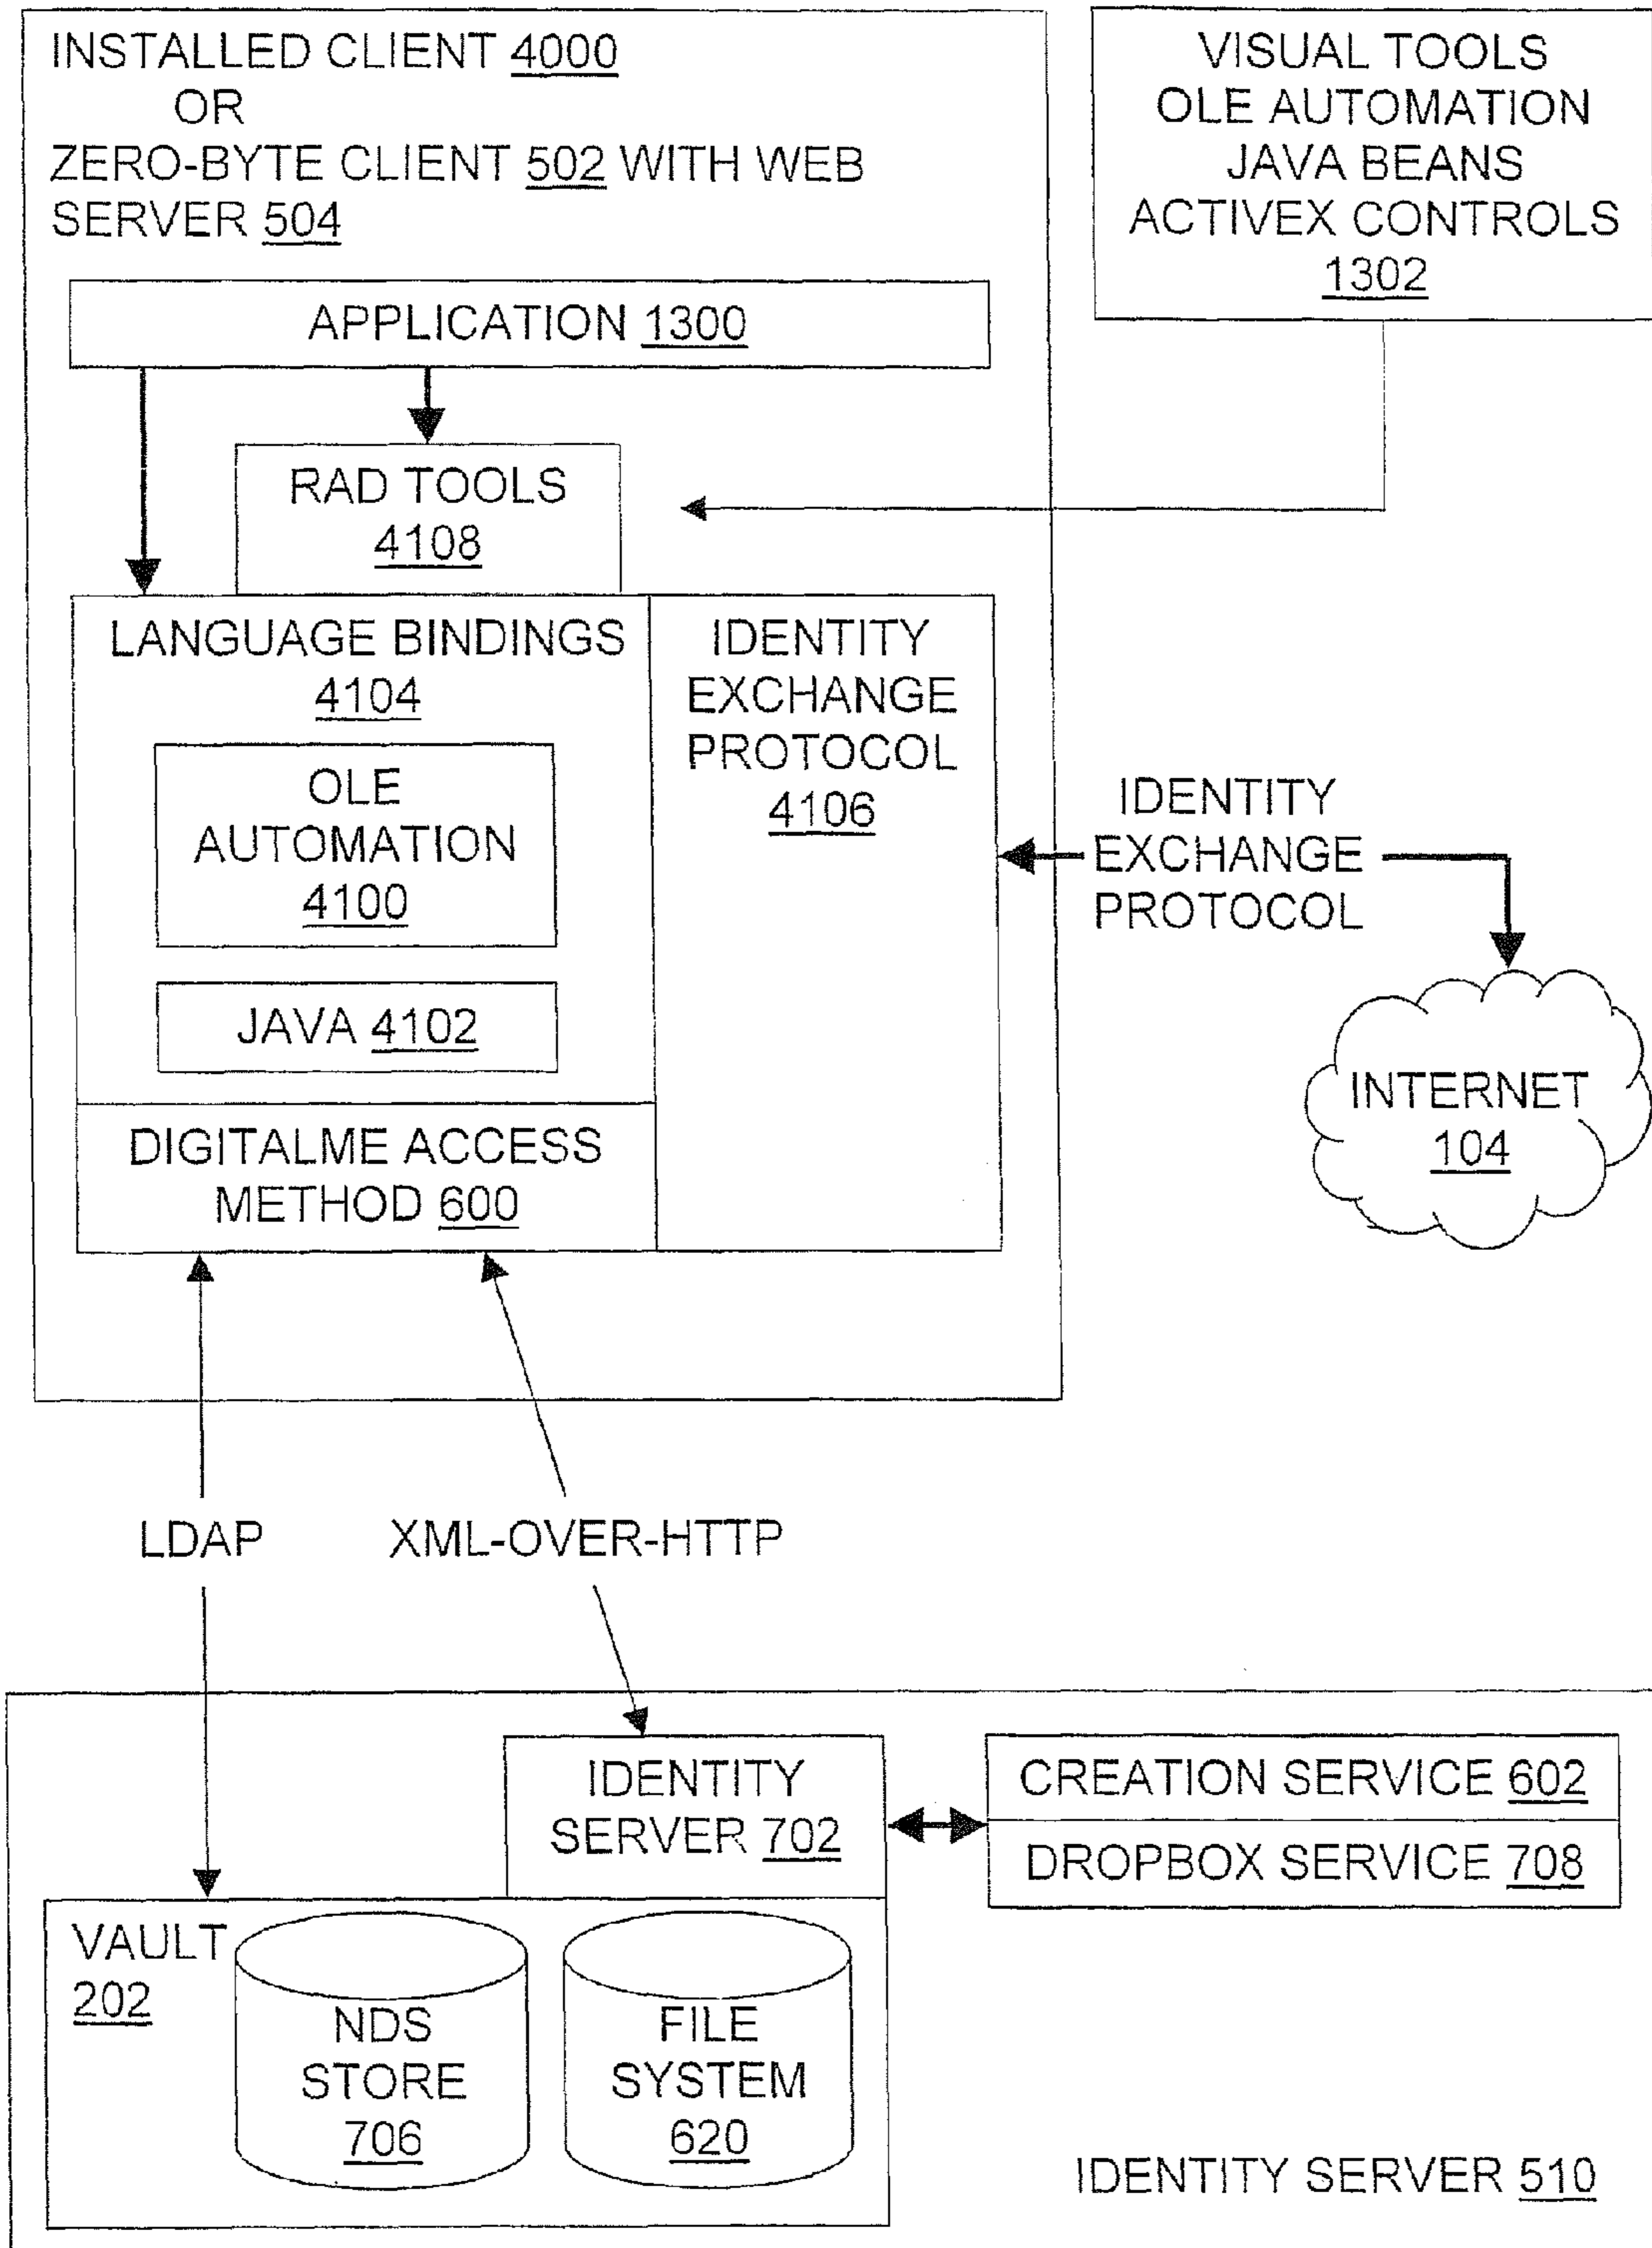 INSTALLED CLIENT 4000
OR
ZERO-BYTE CLIENT 502 WITH WEB
SERVER 504
VISUAL TOOLS
OLE AUTOMATION
JAVA BEANS
ACTIVEX CONTROLS
1302
APPLICATION 1300
RAD TOOLS
4108
LANGUAGE BINDINGS
4104
OLE
AUTOMATION
4100
JAVA 4102
IDENTITY
EXCHANGE
PROTOCOL
4106
IDENTITY
EXCHANGE
PROTOCOL
INTERNET
104
DIGITALME ACCESS
METHOD 600
LDAP
XML-OVER-HTTP
IDENTITY
SERVER 702
CREATION SERVICE 602
DROPBOX SERVICE 708
VAULT
202
NDS
STORE
706
FILE
SYSTEM
620
IDENTITY SERVER 510